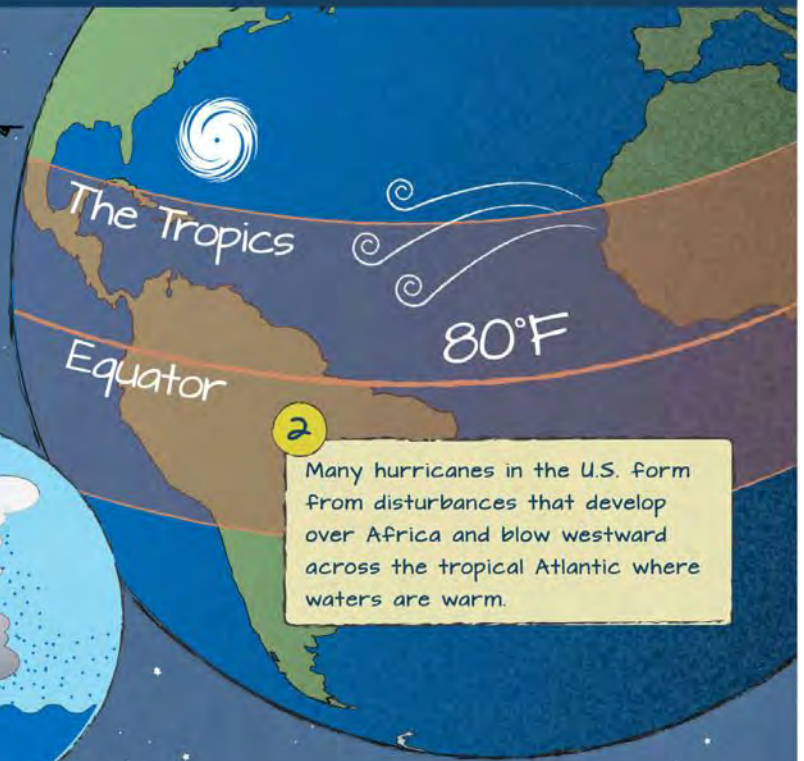 The Tropics
80°F
Equator
2
Many hurricanes in the U.S. form
from disturbances that develop
over Africa and blow westward
across the tropical Atlantic where
waters are warm.